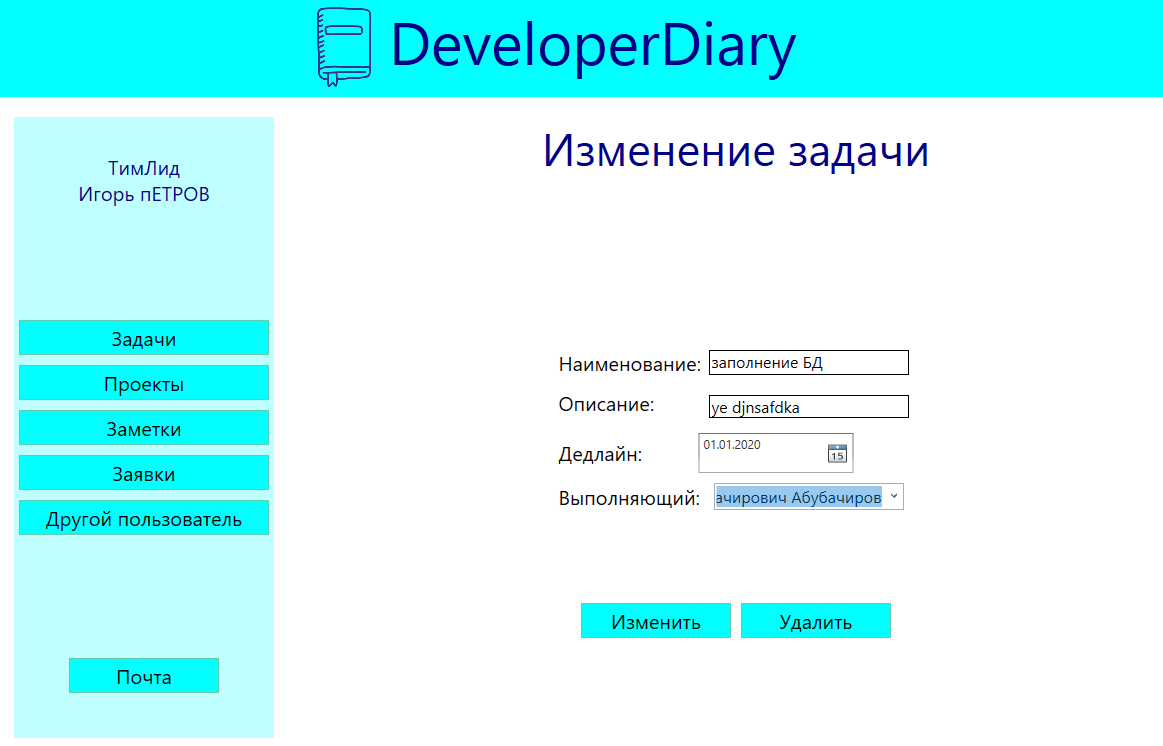 DeveloperDiary
ТимЛид
Игорь пЕТРОВ
Задачи
Проекты
Заметки
Заявки
Другой пользователь
Почта
Изменение задачи
Наименование: заполнение БД
Описание: ye djnsafdka
Дедлайн: 01.01.2020 15
Выполняющий: ачирович Абубачиров
Изменить Удалить